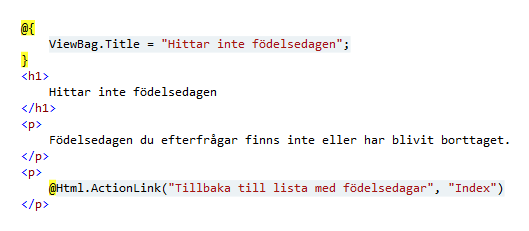 @{
    ViewBag.Title = "Hittar inte födelsedagen";
}
<h1>
    Hittar inte födelsedagen
</h1>
<p>
    Födelsedagen du efterfrågar finns inte eller har blivit borttaget.
</p>
<p>
    @Html.ActionLink("Tillbaka till lista med födelsedagar", "Index")
</p>